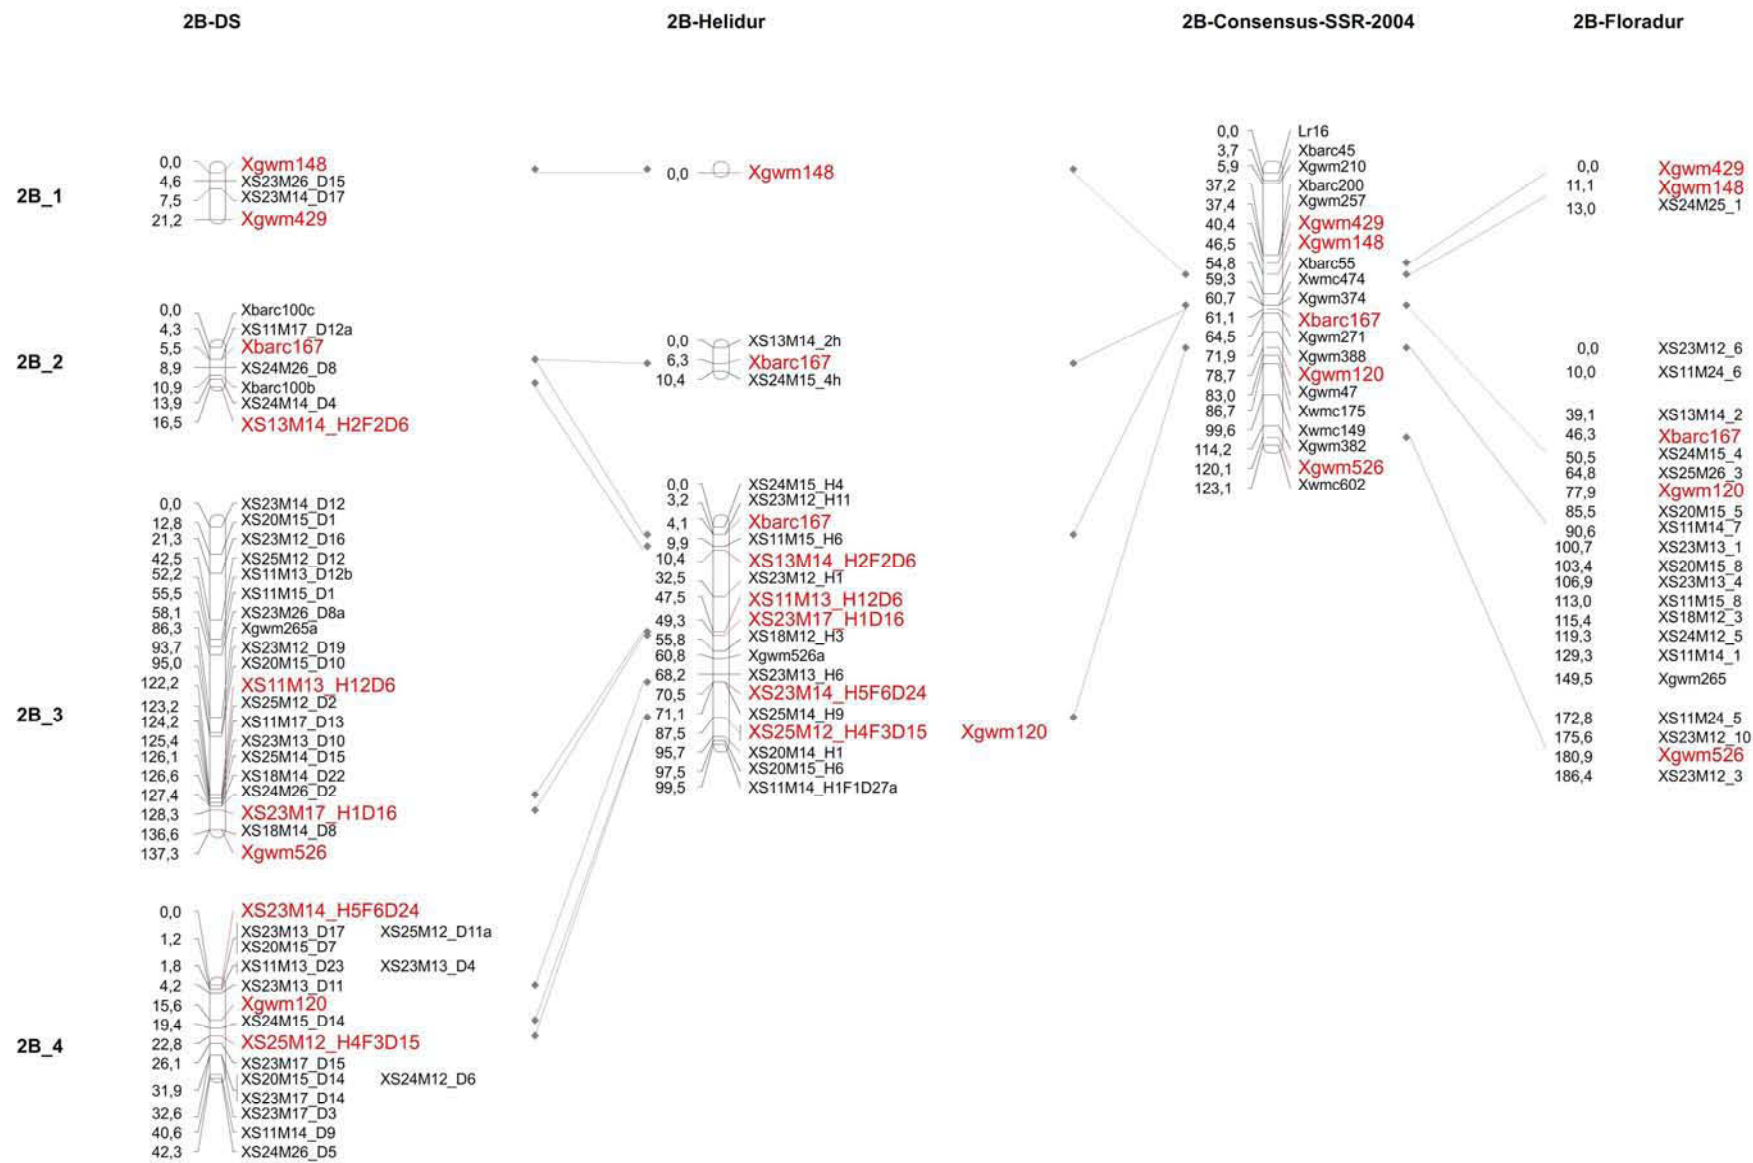 2B-DS
2B_1
0,0 Xgwm148
4,6 XS23M26_D15
7,5 XS23M14_D17
21,2 Xgwm429
2B_2
0,0 Xbarc100c
4,3 XS11M17_D12a
5,5 Xbarc167
8,9 XS24M26_D8
10,9 Xbarc100b
13,9 XS24M14_D4
16,5 XS13M14_H2F2D6
2B_3
0,0 XS23M14_D12
12,8 XS20M15_D1
21,3 XS23M12_D16
42,5 XS25M12_D12
52,2 XS11M13_D12b
55,5 XS11M15_D1
58,1 XS23M26_D8a
86,3 Xgwm265a
93,7 XS23M12_D19
95,0 XS20M15_D10
122,2 XS11M13_H12D6
123,2 XS25M12_D2
124,2 XS11M17_D13
125,4 XS23M13_D10
126,1 XS25M14_D15
126,6 XS18M14_D22
127,4 XS24M26_D2
128,3 XS23M17_H1D16
136,6 XS18M14_D8
137,3 Xgwm526
2B_4
0,0 XS23M14_H5F6D24
1,2 XS23M13_D17 XS25M12_D11a
XS20M15_D7
1,8 XS11M13_D23 XS23M13_D4
4,2 XS23M13_D11
15,6 Xgwm120
19,4 XS24M15_D14
22,8 XS25M12_H4F3D15
26,1 XS23M17_D15
31,9 XS20M15_D14 XS24M12_D6
XS23M17_D14
32,6 XS23M17_D3
40,6 XS11M14_D9
42,3 XS24M26_D5
2B-Helidur
0,0 Xgwm148
0,0 XS13M14_2h
6,3 Xbarc167
10,4 XS24M15_4h
0,0 XS24M15_H4
3,2 XS23M12_H11
4,1 Xbarc167
9,9 XS11M15_H6
10,4 XS13M14_H2F2D6
32,5 XS23M12_H1
47,5 XS11M13_H12D6
49,3 XS23M17_H1D16
55,8 XS18M12_H3
60,8 Xgwm526a
68,2 XS23M13_H6
70,5 XS23M14_H5F6D24
71,1 XS25M14_H9
87,5 XS25M12_H4F3D15 Xgwm120
95,7 XS20M14_H1
97,5 XS20M15_H6
99,5 XS11M14_H1F1D27a
2B-Consensus-SSR-2004
0,0 Lr16
3,7 Xbarc45
5,9 Xgwm210
37,2 Xbarc200
37,4 Xgwm257
40,4 Xgwm429
46,5 Xgwm148
54,8 Xbarc55
59,3 Xwmc474
60,7 Xgwm374
61,1 Xbarc167
64,5 Xgwm271
71,9 Xgwm388
78,7 Xgwm120
83,0 Xgwm47
86,7 Xwmc175
99,6 Xwmc149
114,2 Xgwm382
120,1 Xgwm526
123,1 Xwmc602
2B-Floradur
0,0 Xgwm429
11,1 Xgwm148
13,0 XS24M25_1
0,0 XS23M12_6
10,0 XS11M24_6
39,1 XS13M14_2
46,3 Xbarc167
50,5 XS24M15_4
64,8 XS25M26_3
77,9 Xgwm120
85,5 XS20M15_5
90,6 XS11M14_7
100,7 XS23M13_1
103,4 XS20M15_8
106,9 XS23M13_4
113,0 XS11M15_8
115,4 XS18M12_3
119,3 XS24M12_5
129,3 XS11M14_1
149,5 Xgwm265
172,8 XS11M24_5
175,6 XS23M12_10
180,9 Xgwm526
186,4 XS23M12_3